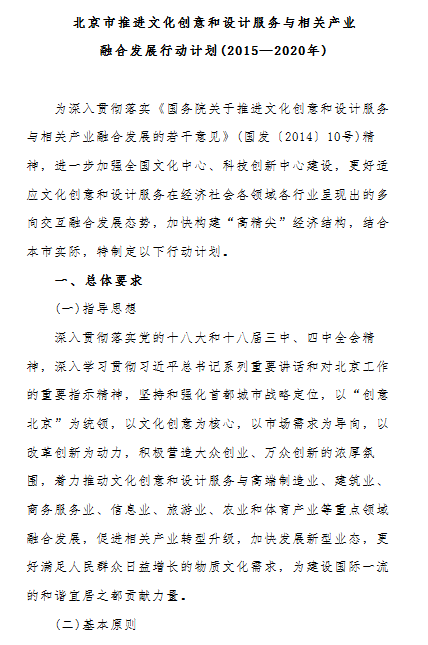 北京市推进文化创意和设计服务与相关产业
融合发展行动计划(2015—2020年)
为深入贯彻落实《国务院关于推进文化创意和设计服务
与相关产业融合发展的若干意见》(国发〔2014〕10号)精
神，进一步加强全国文化中心、科技创新中心建设，更好适
应文化创意和设计服务在经济社会各领域各行业呈现出的多
向交互融合发展态势，加快构建“高精尖”经济结构，结合
本市实际，特制定以下行动计划。
一、总体要求
(一)指导思想
深入贯彻落实党的十八大和十八届三中、四中全会精
神，深入学习贯彻习近平总书记系列重要讲话和对北京工作
的重要指示精神，坚持和强化首都城市战略定位，以“创意
北京”为统领，以文化创意为核心，以市场需求为导向，以
改革创新为动力，积极营造大众创业、万众创新的浓厚氛
围，着力推动文化创意和设计服务与高端制造业、建筑业、
商务服务业、信息业、旅游业、农业和体育产业等重点领域
融合发展，促进相关产业转型升级，加快发展新型业态，更
好满足人民群众日益增长的物质文化需求，为建设国际一流
的和谐宜居之都贡献力量。
(二)基本原则